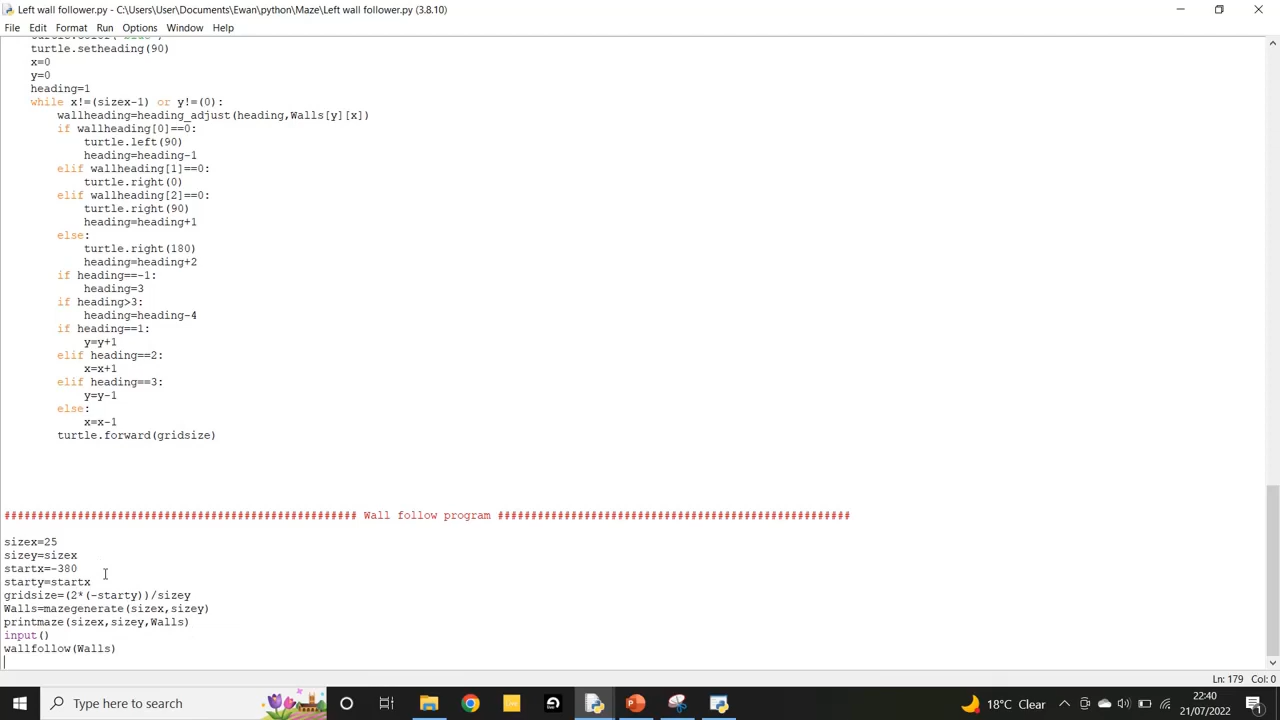 Left wall follower.py - C:\Users\User\Documents\Ewan\python\Maze\Left wall follower.py (3.8.10)
File Edit Format Run Options Window Help
turtle.setheading(90)
x=0
y=0
heading=1
while x!=(sizex-1) or y!=(0):
wallheading=heading_adjust(heading,Walls[y][x])
if wallheading[0]==0:
turtle.left(90)
heading=heading-1
elif wallheading[1]==0:
turtle.right(0)
elif wallheading[2]==0:
turtle.right(90)
heading=heading+1
else:
turtle.right(180)
heading=heading+2
if heading==-1:
heading=3
if heading>3:
heading=heading-4
if heading==1:
y=y+1
elif heading==2:
x=x+1
elif heading==3:
y=y-1
else:
x=x-1
turtle.forward(gridsize)
##################################################### Wall follow program #####################################################
sizex=25
sizey=sizex
startx=-380
starty=startx
gridsize=(2*(-starty))/sizey
Walls=mazegenerate(sizex,sizey)
printmaze(sizex,sizey,Walls)
input()
wallfollow(Walls)
Ln: 179 Col: 0
Type here to search
18°C Clear
22:40
21/07/2022